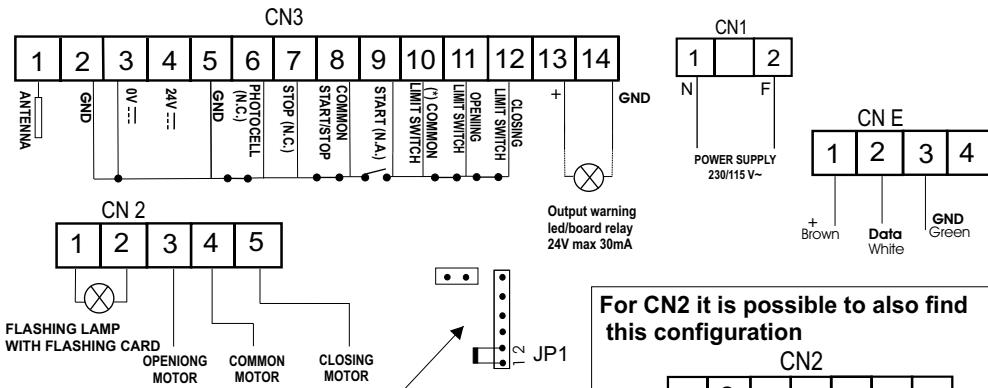 CN3
1 2 3 4 5 6 7 8 9 10 11 12 13 14
ANTENNA
GND
0V
24V
GND
PHOTOCELL
(N.C.)
STOP (N.C.)
COMMON
START/STOP
START (N.A.)
(*) COMMON
LIMIT SWITCH
OPENING
LIMIT SWITCH
CLOSING
LIMIT SWITCH
+
GND
Output warning
led/board relay
24V max 30mA
CN1
1 2
N F
POWER SUPPLY
230/115 V~
CN E
1 2 3 4
+
Brown
Data
White
GND
Green
CN 2
1 2 3 4 5
FLASHING LAMP
WITH FLASHING CARD
OPENIONG
MOTOR
COMMON
MOTOR
CLOSING
MOTOR
1 2
JP1
For CN2 it is possible to also find
this configuration
CN2